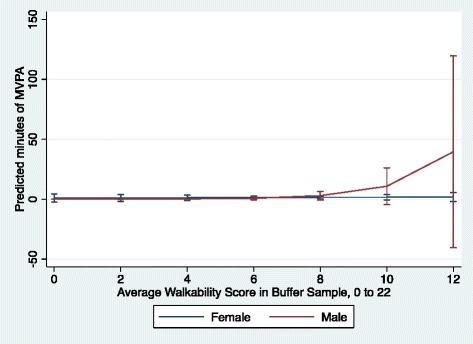 Predicted minutes of MVPA
150
100
50
0
-50
0 2 4 6 8 10 12
Average Walkability Score in Buffer Sample, 0 to 22
Female Male